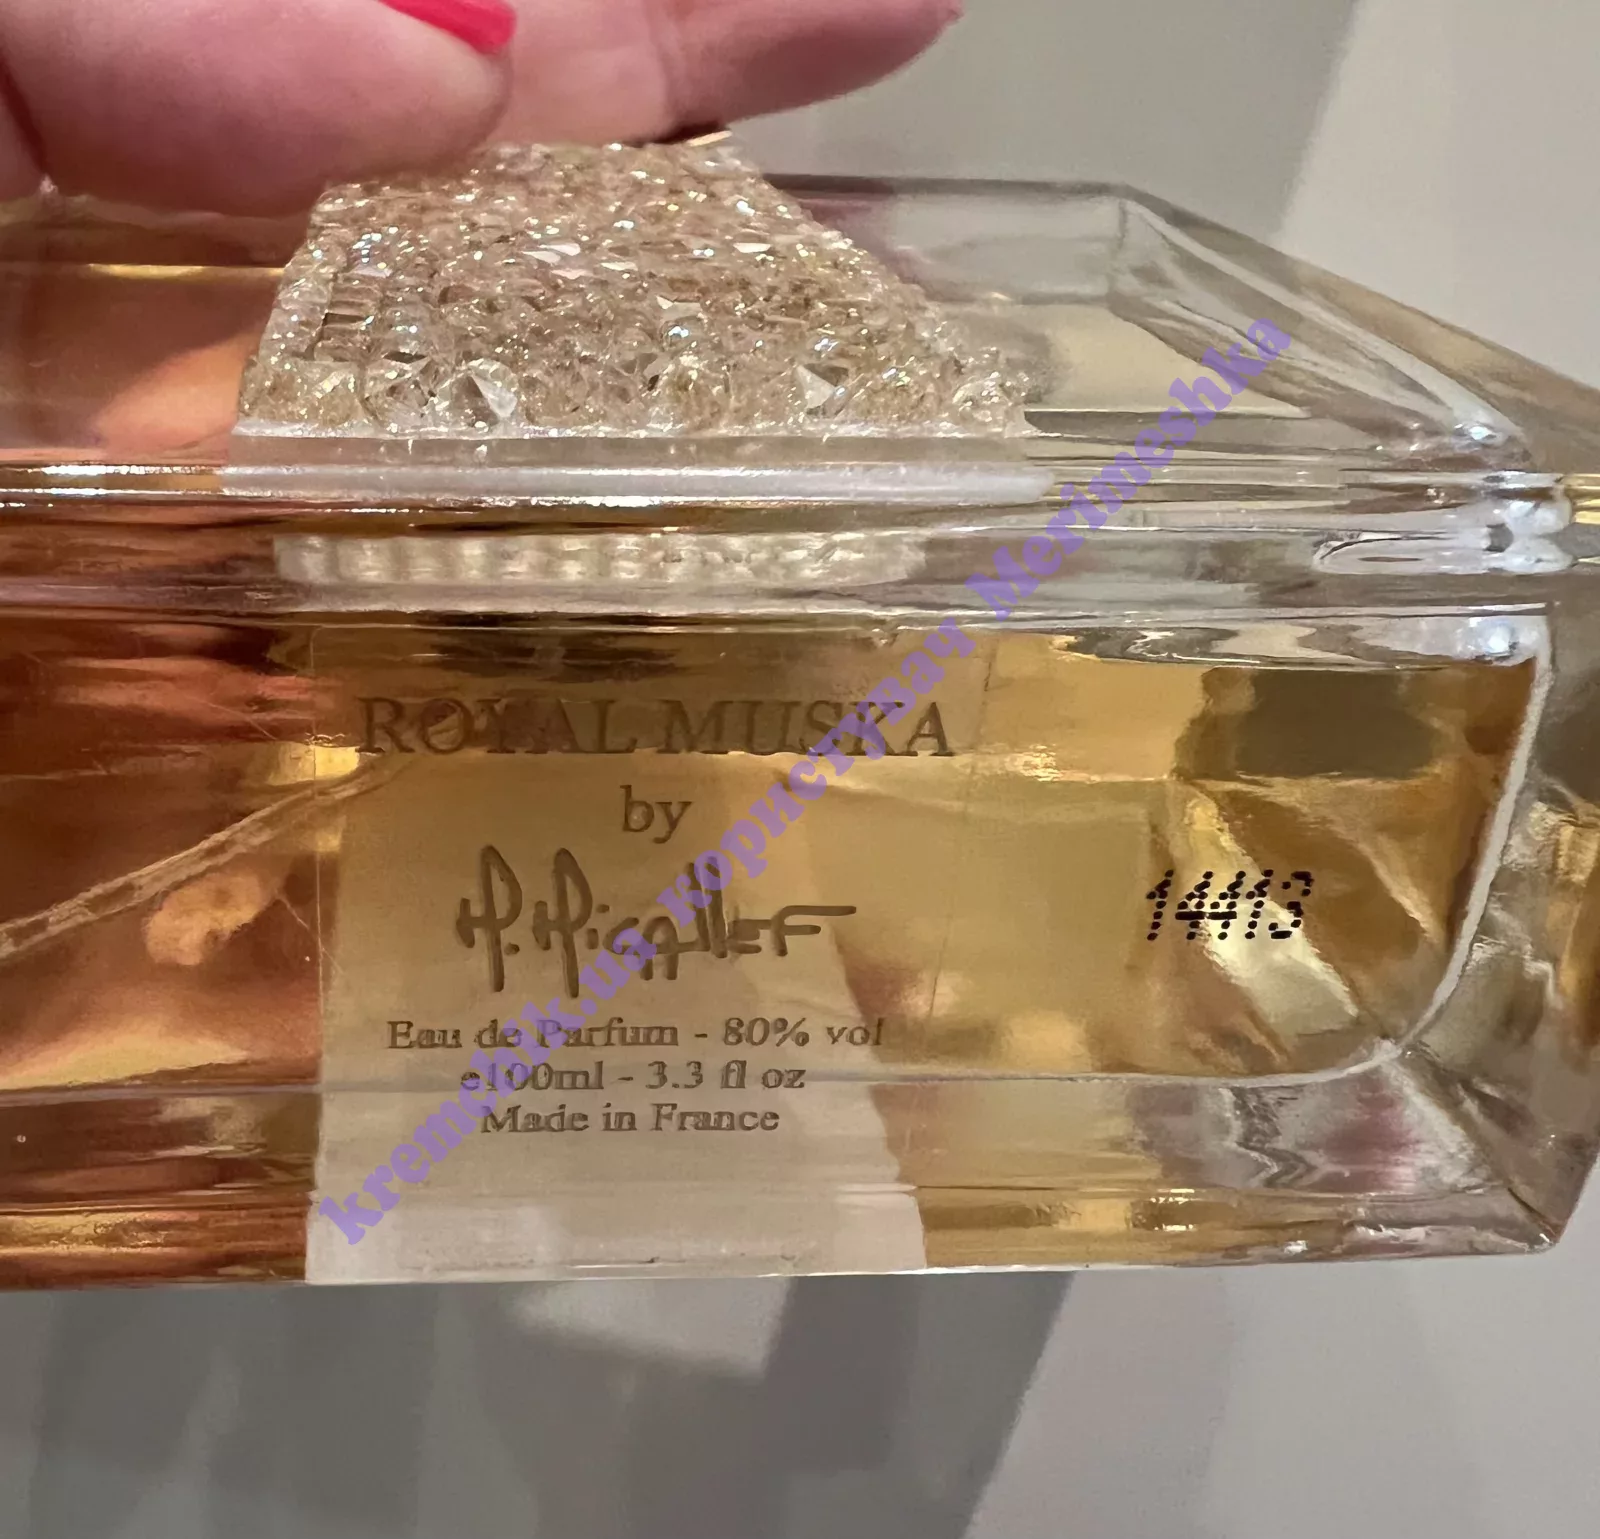 ROYAL MUSKA
by
M. Micallef
14413
Eau de Parfum - 80% vol
e100ml - 3.3 fl oz
Made in France
kremchik.ua користувач Merimeshka